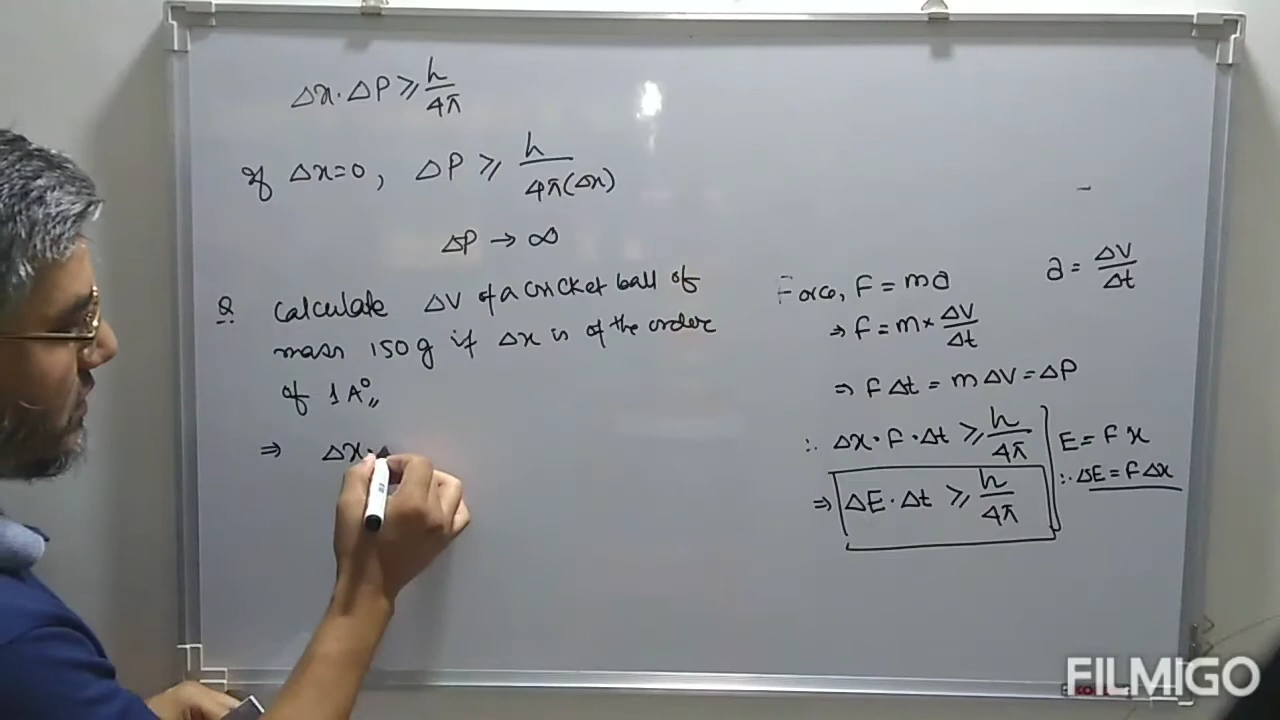 Δx.ΔP ≥ h/4π
If Δx=0, ΔP ≥ h/4π(Δx)
ΔP → ∞
Q Calculate ΔV of a cricket ball of
mass 150g if Δx is of the order
of 1A°,,
⇒ Δx.Δ
Force, F = ma
a = ΔV/Δt
⇒ F = m × ΔV/Δt
⇒ F Δt = m ΔV = ΔP
∴ Δx · F · Δt ≥ h/4π
⇒ ΔE · Δt ≥ h/4π
E = F x
∴ ΔE = F Δx
FILMIGO